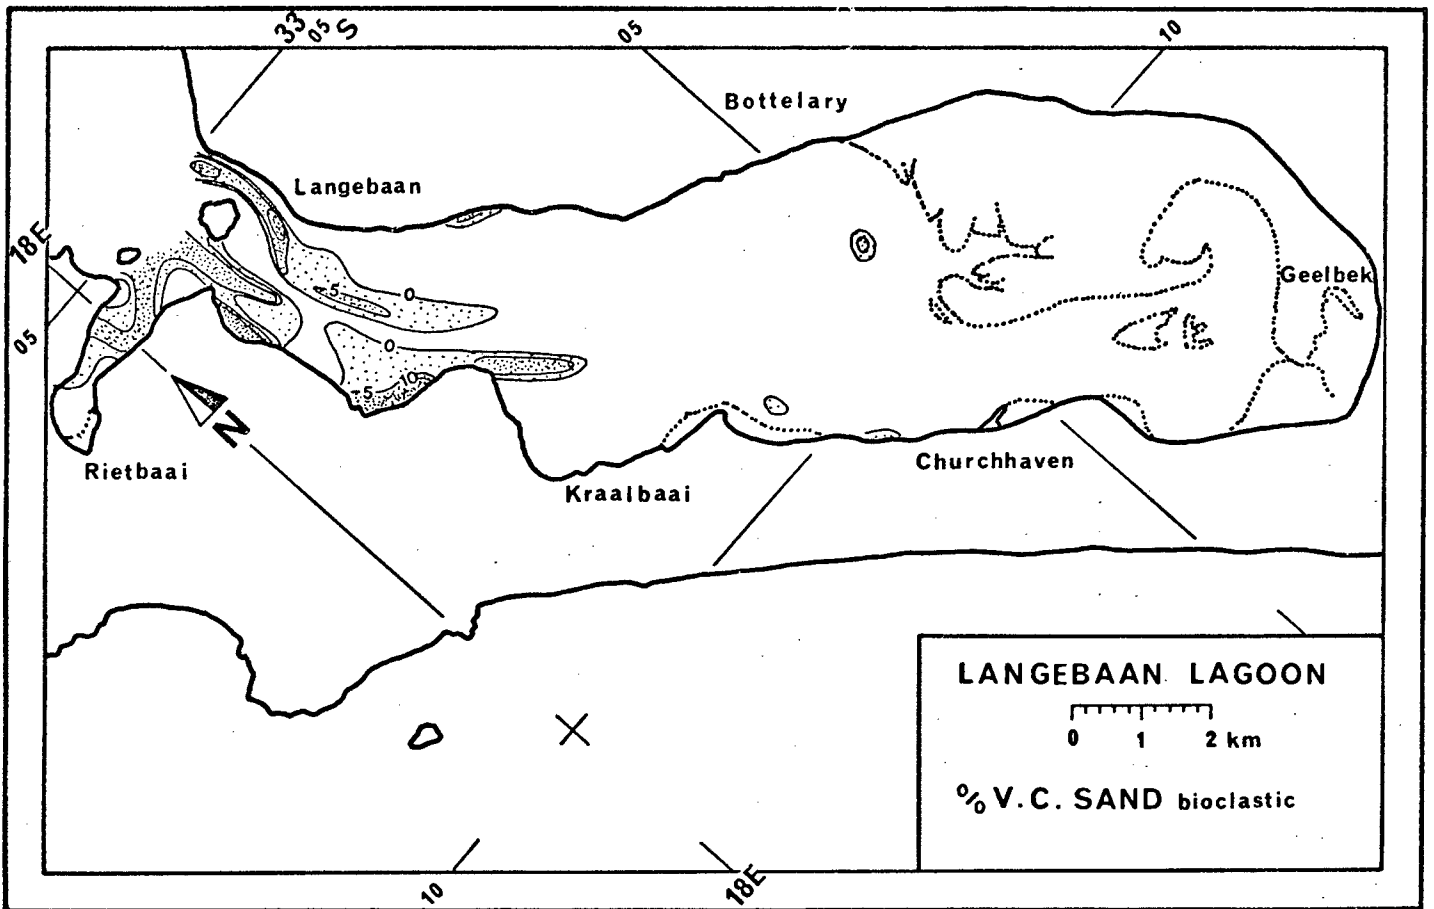 33 05 S
05
10
Bottelary
Langebaan
18E
Geelbek
0
5
0
05
5
10
N
Rietbaai
Churchhaven
Kraalbaai
LANGEBAAN LAGOON
0 1 2 km
% V.C. SAND bioclastic
10
18E